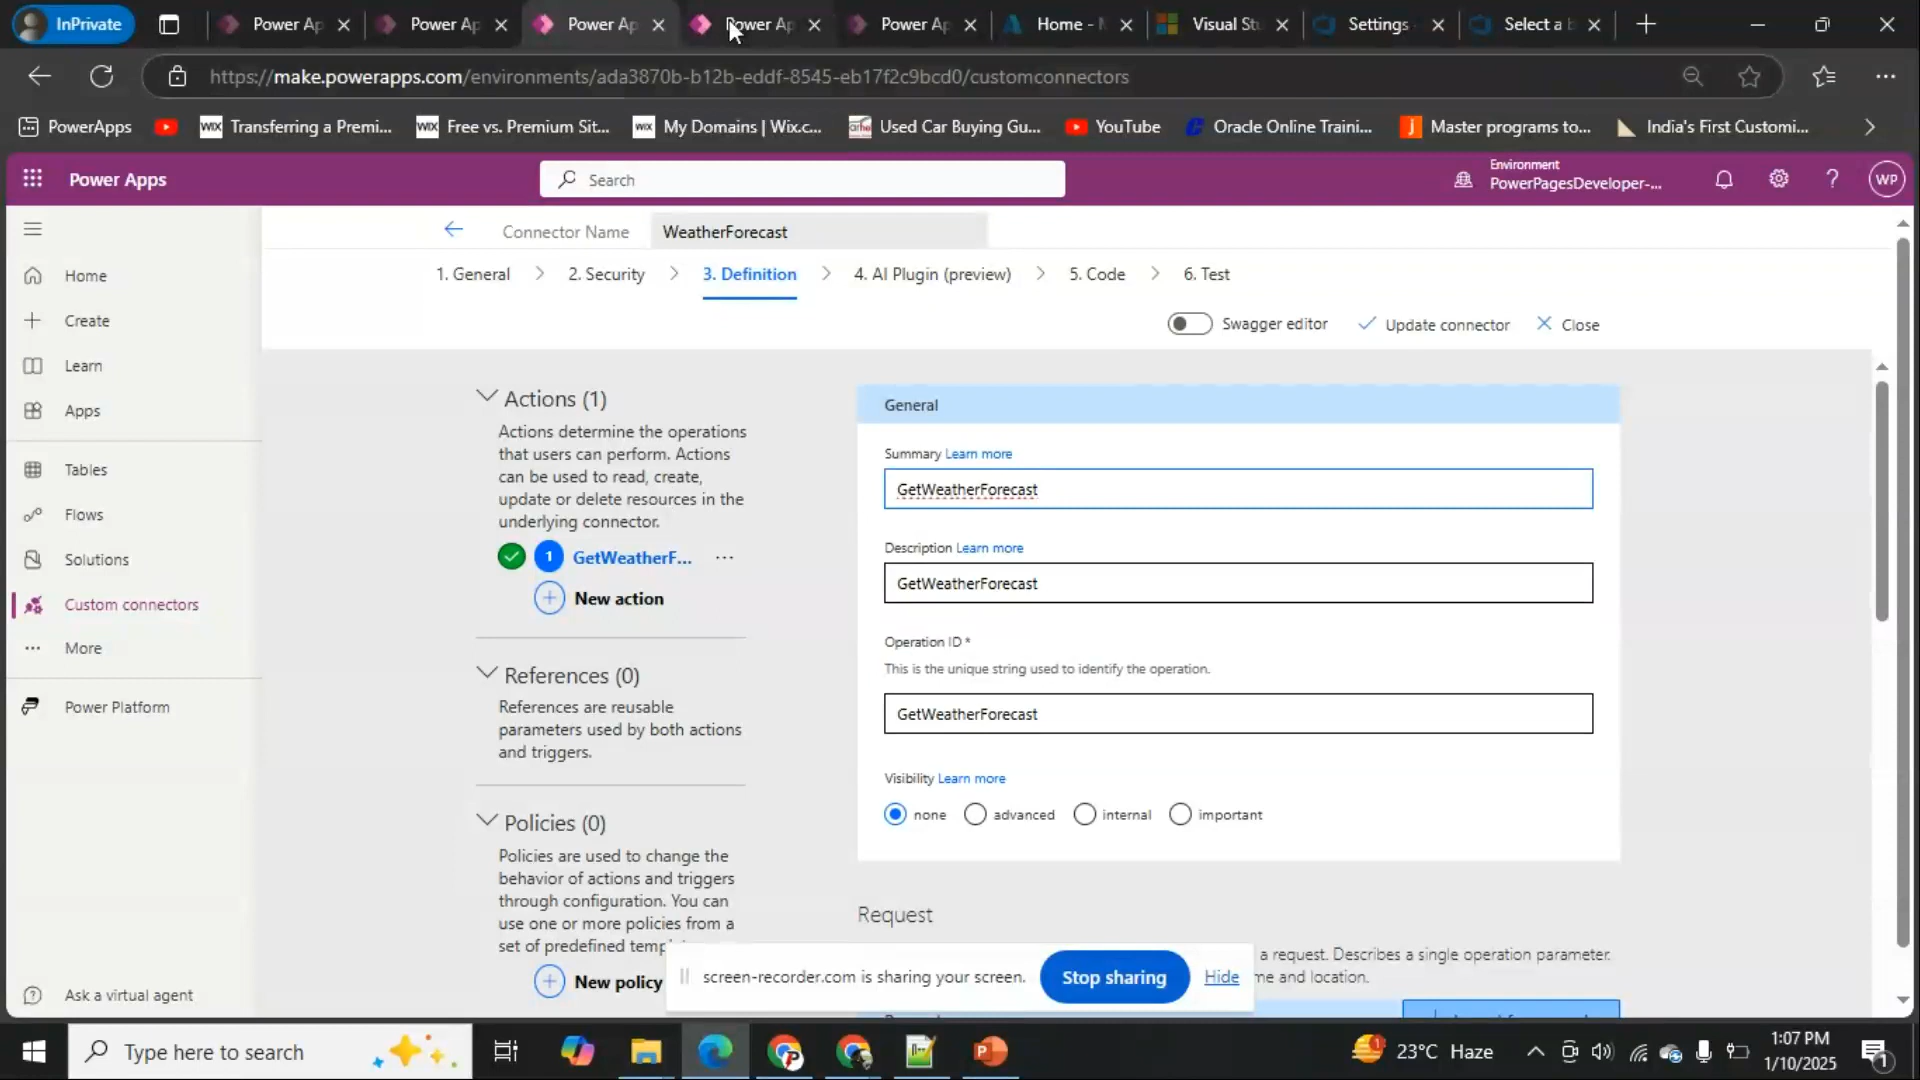 InPrivate
Power Ap
Power Ap
Power Ap
Power Ap
Power Ap
Home - M
Visual Stu
Settings -
Select a b
https://make.powerapps.com/environments/ada3870b-b12b-eddf-8545-eb17f2c9bcd0/customconnectors
PowerApps
WIX
Transferring a Premi...
WIX
Free vs. Premium Sit...
WIX
My Domains | Wix.c...
Used Car Buying Gu...
YouTube
Oracle Online Traini...
Master programs to...
India's First Customi...
Power Apps
Search
Environment
PowerPagesDeveloper-...
WP
Connector Name
WeatherForecast
1. General
2. Security
3. Definition
4. AI Plugin (preview)
5. Code
6. Test
Swagger editor
Update connector
Close
Home
Create
Learn
Apps
Tables
Flows
Solutions
Custom connectors
More
Power Platform
Ask a virtual agent
Actions (1)
Actions determine the operations
that users can perform. Actions
can be used to read, create,
update or delete resources in the
underlying connector.
1 GetWeatherF...
New action
References (0)
References are reusable
parameters used by both actions
and triggers.
Policies (0)
Policies are used to change the
behavior of actions and triggers
through configuration. You can
use one or more policies from a
set of predefined temp
New policy
General
Summary Learn more
GetWeatherForecast
Description Learn more
GetWeatherForecast
Operation ID *
This is the unique string used to identify the operation.
GetWeatherForecast
Visibility Learn more
none
advanced
internal
important
Request
a request. Describes a single operation parameter.
me and location.
screen-recorder.com is sharing your screen.
Stop sharing
Hide
Type here to search
23°C Haze
1:07 PM
1/10/2025
1